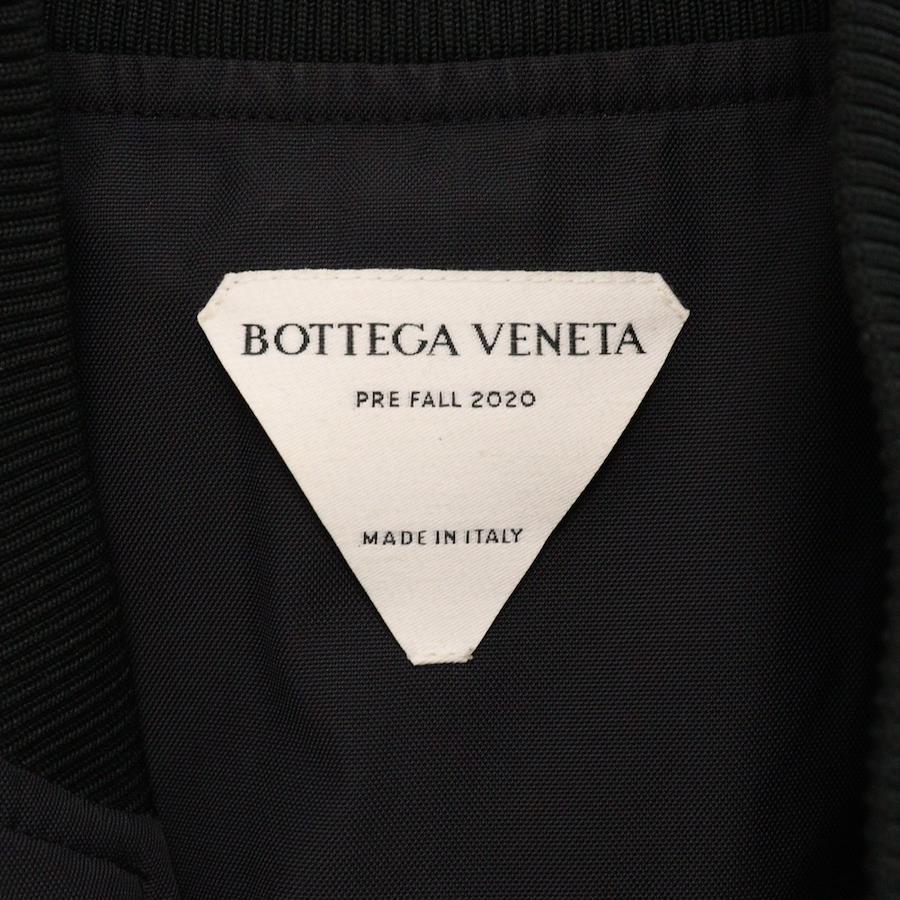 BOTTEGA VENETA
PRE FALL 2020
MADE IN ITALY